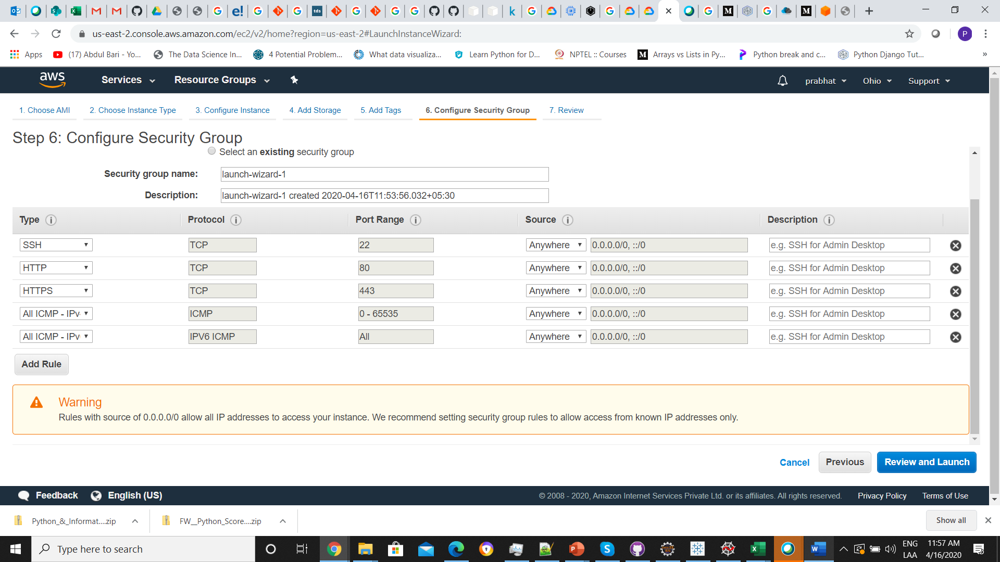 us-east-2.console.aws.amazon.com/ec2/v2/home?region=us-east-2#LaunchInstanceWizard:
P
Apps (17) Abdul Bari - Yo... The Data Science In... 4 Potential Problem... What data visualiza... Learn Python for D... NPTEL :: Courses Arrays vs Lists in Py... Python break and c... Python Django Tut... »
aws Services Resource Groups prabhat Ohio Support
1. Choose AMI 2. Choose Instance Type 3. Configure Instance 4. Add Storage 5. Add Tags 6. Configure Security Group 7. Review
Step 6: Configure Security Group
Select an existing security group
Security group name: launch-wizard-1
Description: launch-wizard-1 created 2020-04-16T11:53:56.032+05:30
Type Protocol Port Range Source Description
SSH TCP 22 Anywhere 0.0.0.0/0, ::/0 e.g. SSH for Admin Desktop
HTTP TCP 80 Anywhere 0.0.0.0/0, ::/0 e.g. SSH for Admin Desktop
HTTPS TCP 443 Anywhere 0.0.0.0/0, ::/0 e.g. SSH for Admin Desktop
All ICMP - IPv ICMP 0 - 65535 Anywhere 0.0.0.0/0, ::/0 e.g. SSH for Admin Desktop
All ICMP - IPv IPV6 ICMP All Anywhere 0.0.0.0/0, ::/0 e.g. SSH for Admin Desktop
Add Rule
Warning
Rules with source of 0.0.0.0/0 allow all IP addresses to access your instance. We recommend setting security group rules to allow access from known IP addresses only.
Cancel Previous Review and Launch
Feedback English (US) © 2008 - 2020, Amazon Internet Services Private Ltd. or its affiliates. All rights reserved. Privacy Policy Terms of Use
Python_&_Informat....zip FW__Python_Score....zip Show all
Type here to search
ENG 11:57 AM
LAA 4/16/2020